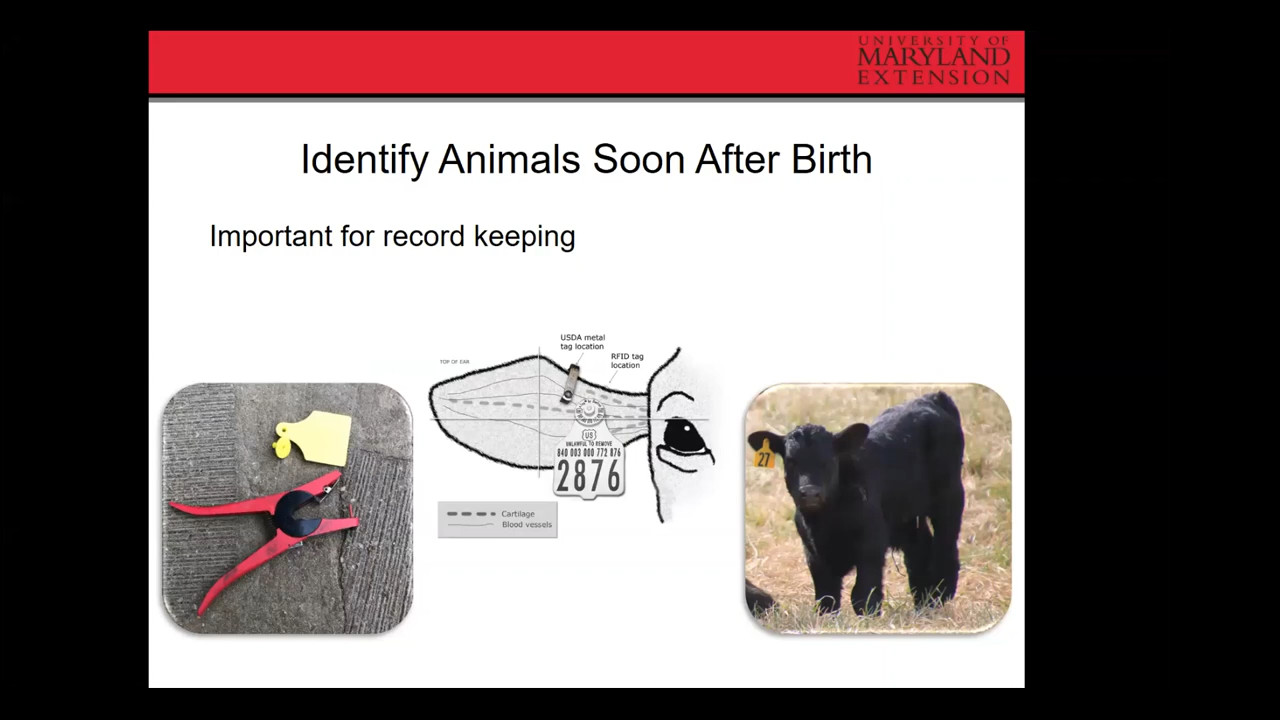 UNIVERSITY OF
MARYLAND
EXTENSION
Identify Animals Soon After Birth
Important for record keeping
USDA metal
tag location
RFID tag
location
TOP OF EAR
US
UNLAWFUL TO REMOVE
840 003 000 772 876
2876
Cartilage
Blood vessels
27